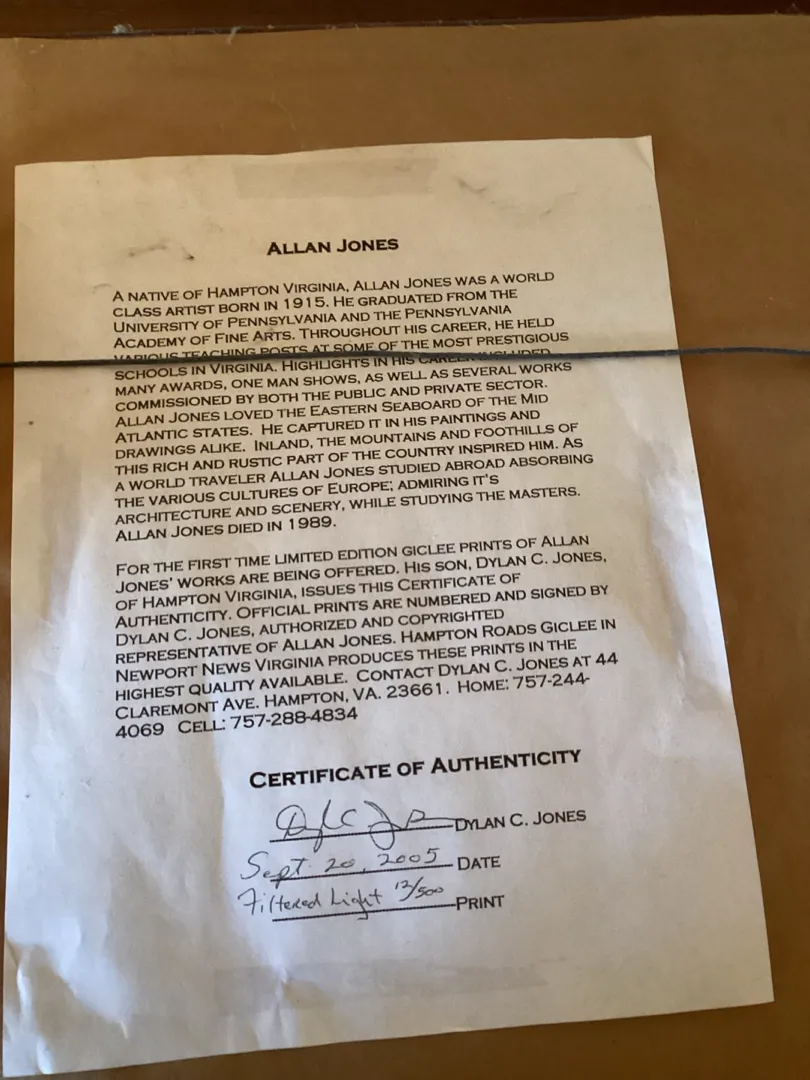 ALLAN JONES
A NATIVE OF HAMPTON VIRGINIA, ALLAN JONES WAS A WORLD
CLASS ARTIST BORN IN 1915. HE GRADUATED FROM THE
UNIVERSITY OF PENNSYLVANIA AND THE PENNSYLVANIA
ACADEMY OF FINE ARTS. THROUGHOUT HIS CAREER, HE HELD
VARIOUS TEACHING POSTS AT SOME OF THE MOST PRESTIGIOUS
SCHOOLS IN VIRGINIA. HIGHLIGHTS IN HIS CAREER INCLUDED
MANY AWARDS, ONE MAN SHOWS, AS WELL AS SEVERAL WORKS
COMMISSIONED BY BOTH THE PUBLIC AND PRIVATE SECTOR.
ALLAN JONES LOVED THE EASTERN SEABOARD OF THE MID
ATLANTIC STATES. HE CAPTURED IT IN HIS PAINTINGS AND
DRAWINGS ALIKE. INLAND, THE MOUNTAINS AND FOOTHILLS OF
THIS RICH AND RUSTIC PART OF THE COUNTRY INSPIRED HIM. AS
A WORLD TRAVELER ALLAN JONES STUDIED ABROAD ABSORBING
THE VARIOUS CULTURES OF EUROPE; ADMIRING IT'S
ARCHITECTURE AND SCENERY, WHILE STUDYING THE MASTERS.
ALLAN JONES DIED IN 1989.
FOR THE FIRST TIME LIMITED EDITION GICLEE PRINTS OF ALLAN
JONES' WORKS ARE BEING OFFERED. HIS SON, DYLAN C. JONES,
OF HAMPTON VIRGINIA, ISSUES THIS CERTIFICATE OF
AUTHENTICITY. OFFICIAL PRINTS ARE NUMBERED AND SIGNED BY
DYLAN C. JONES, AUTHORIZED AND COPYRIGHTED
REPRESENTATIVE OF ALLAN JONES. HAMPTON ROADS GICLEE IN
NEWPORT NEWS VIRGINIA PRODUCES THESE PRINTS IN THE
HIGHEST QUALITY AVAILABLE. CONTACT DYLAN C. JONES AT 44
CLAREMONT AVE. HAMPTON, VA. 23661. HOME: 757-244-
4069 CELL: 757-288-4834
CERTIFICATE OF AUTHENTICITY
DYLAN C. JONES
Sept. 20, 2005 DATE
Filtered Light 12/500 PRINT